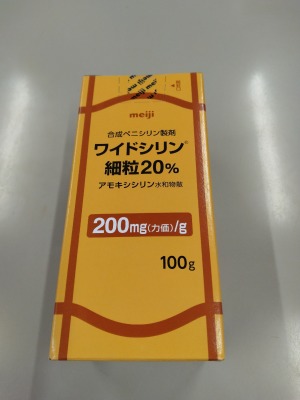 meiji
合成ペニシリン製剤
ワイドシリン®
細粒20%
アモキシシリン水和物散
200mg(力価)/g
100g